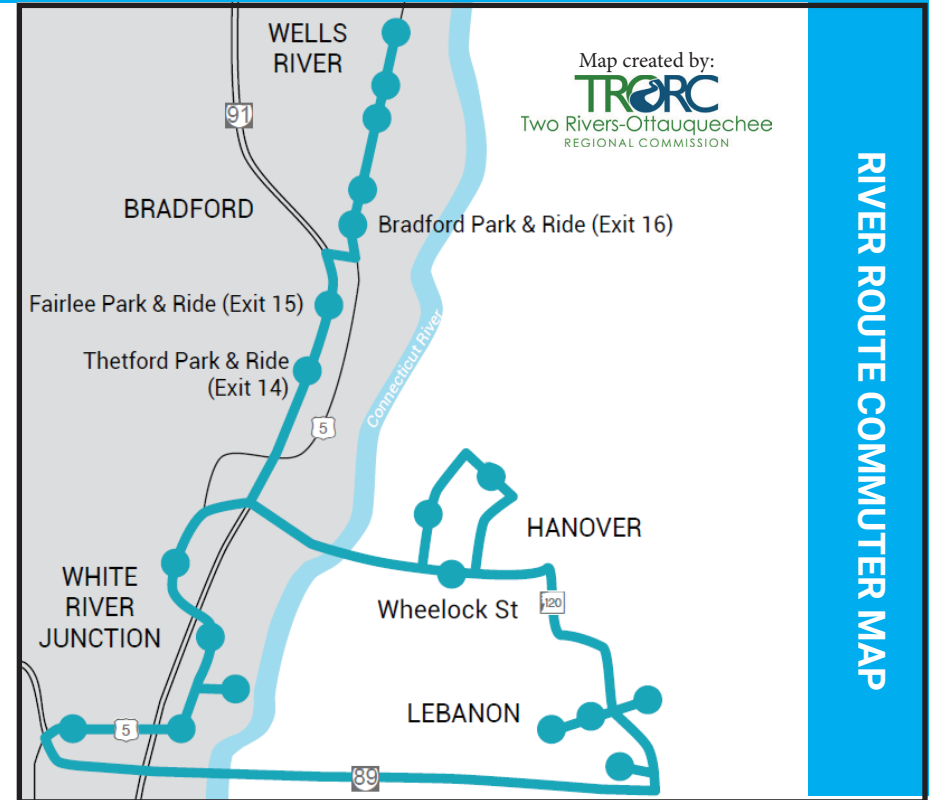 WELLS
RIVER
Map created by:
TRORC
Two Rivers-Ottauquechee
REGIONAL COMMISSION
91
BRADFORD
Bradford Park & Ride (Exit 16)
Fairlee Park & Ride (Exit 15)
Thetford Park & Ride
(Exit 14)
Connecticut River
5
HANOVER
WHITE
RIVER
JUNCTION
Wheelock St
120
LEBANON
5
89
RIVER ROUTE COMMUTER MAP